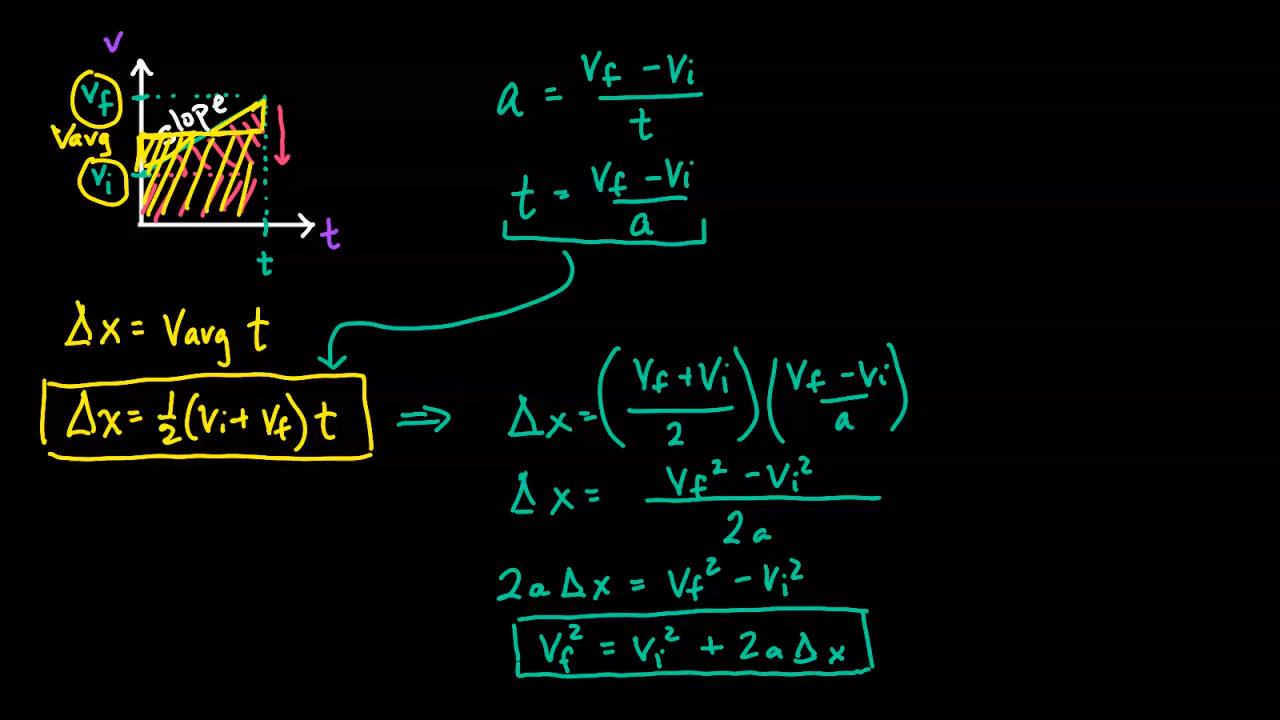 v
Vf
slope
Vavg
Vi
t
t
Δx = Vavg t
Δx = 1/2 (Vi + Vf) t ⇒
a = (Vf - Vi)/t
t = (Vf - Vi)/a
Δx = ((Vf + Vi)/2) ((Vf - Vi)/a)
Δx = (Vf² - Vi²)/2a
2aΔx = Vf² - Vi²
Vf² = Vi² + 2aΔx